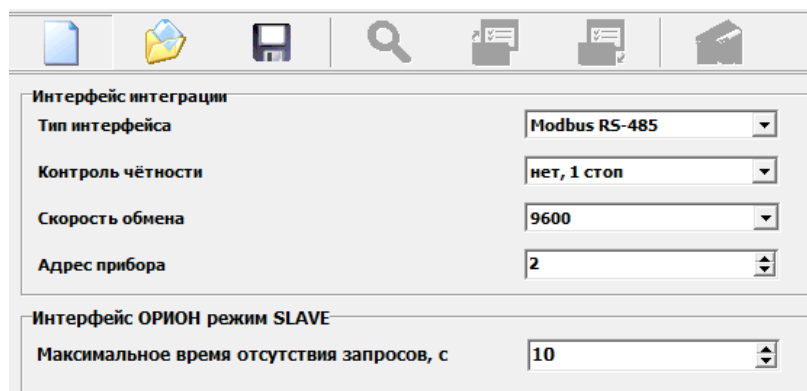 Интерфейс интеграции
Тип интерфейса Modbus RS-485
Контроль чётности нет, 1 стоп
Скорость обмена 9600
Адрес прибора 2
Интерфейс ОРИОН режим SLAVE
Максимальное время отсутствия запросов, с 10